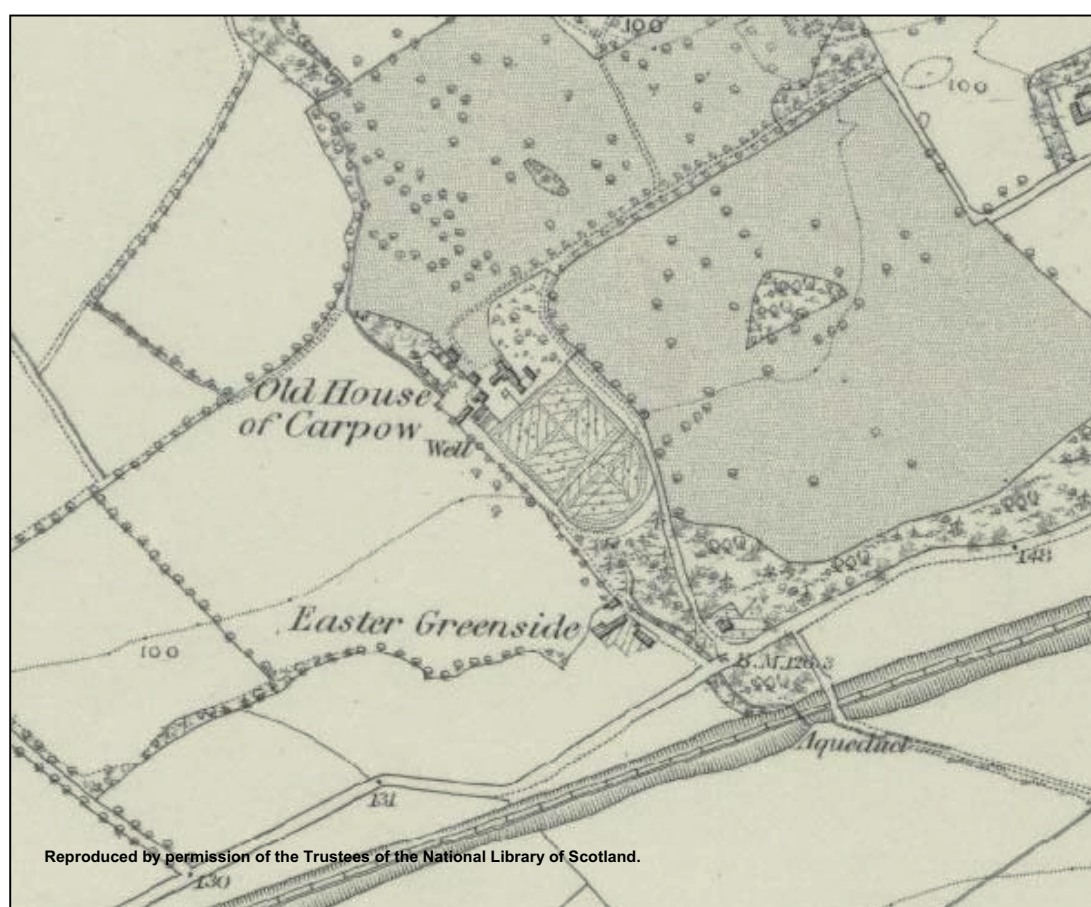 100
100
Old House
of Carpow
Well
148
Easter Greenside
100
B.M.126.3
Aqueduct
131
Reproduced by permission of the Trustees of the National Library of Scotland.
130